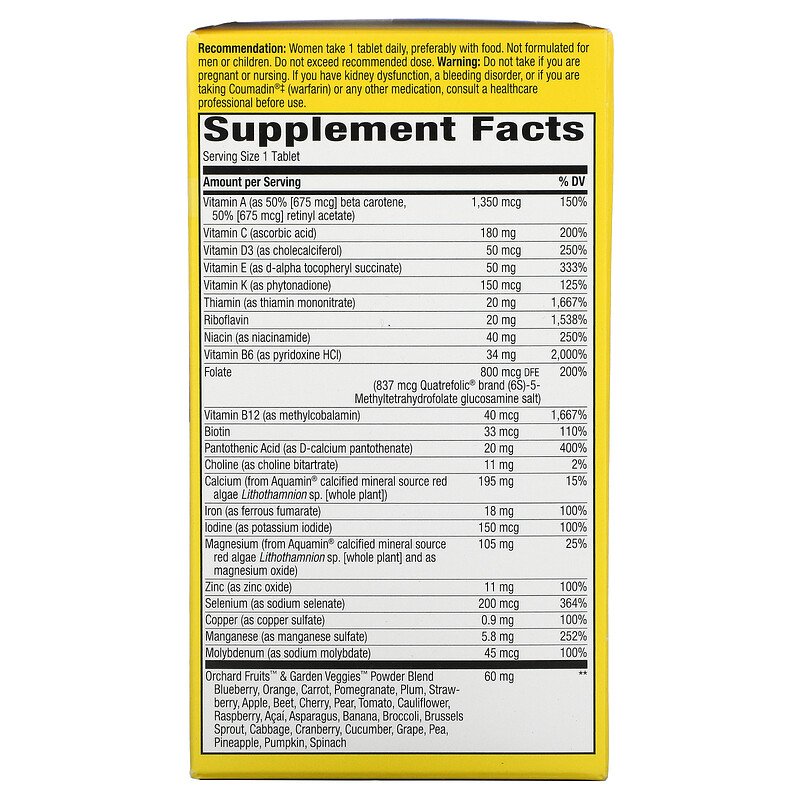 Recommendation: Women take 1 tablet daily, preferably with food. Not formulated for
men or children. Do not exceed recommended dose. Warning: Do not take if you are
pregnant or nursing. If you have kidney dysfunction, a bleeding disorder, or if you are
taking Coumadin®‡ (warfarin) or any other medication, consult a healthcare
professional before use.
Supplement Facts
Serving Size 1 Tablet
Amount per Serving % DV
Vitamin A (as 50% [675 mcg] beta carotene, 1,350 mcg 150%
50% [675 mcg] retinyl acetate)
Vitamin C (ascorbic acid) 180 mg 200%
Vitamin D3 (as cholecalciferol) 50 mcg 250%
Vitamin E (as d-alpha tocopheryl succinate) 50 mg 333%
Vitamin K (as phytonadione) 150 mcg 125%
Thiamin (as thiamin mononitrate) 20 mg 1,667%
Riboflavin 20 mg 1,538%
Niacin (as niacinamide) 40 mg 250%
Vitamin B6 (as pyridoxine HCl) 34 mg 2,000%
Folate 800 mcg DFE 200%
(837 mcg Quatrefolic® brand (6S)-5-
Methyltetrahydrofolate glucosamine salt)
Vitamin B12 (as methylcobalamin) 40 mcg 1,667%
Biotin 33 mcg 110%
Pantothenic Acid (as D-calcium pantothenate) 20 mg 400%
Choline (as choline bitartrate) 11 mg 2%
Calcium (from Aquamin® calcified mineral source red 195 mg 15%
algae Lithothamnion sp. [whole plant])
Iron (as ferrous fumarate) 18 mg 100%
Iodine (as potassium iodide) 150 mcg 100%
Magnesium (from Aquamin® calcified mineral source 105 mg 25%
red algae Lithothamnion sp. [whole plant] and as
magnesium oxide)
Zinc (as zinc oxide) 11 mg 100%
Selenium (as sodium selenate) 200 mcg 364%
Copper (as copper sulfate) 0.9 mg 100%
Manganese (as manganese sulfate) 5.8 mg 252%
Molybdenum (as sodium molybdate) 45 mcg 100%
Orchard Fruits™ & Garden Veggies™ Powder Blend 60 mg **
Blueberry, Orange, Carrot, Pomegranate, Plum, Straw-
berry, Apple, Beet, Cherry, Pear, Tomato, Cauliflower,
Raspberry, Açaí, Asparagus, Banana, Broccoli, Brussels
Sprout, Cabbage, Cranberry, Cucumber, Grape, Pea,
Pineapple, Pumpkin, Spinach